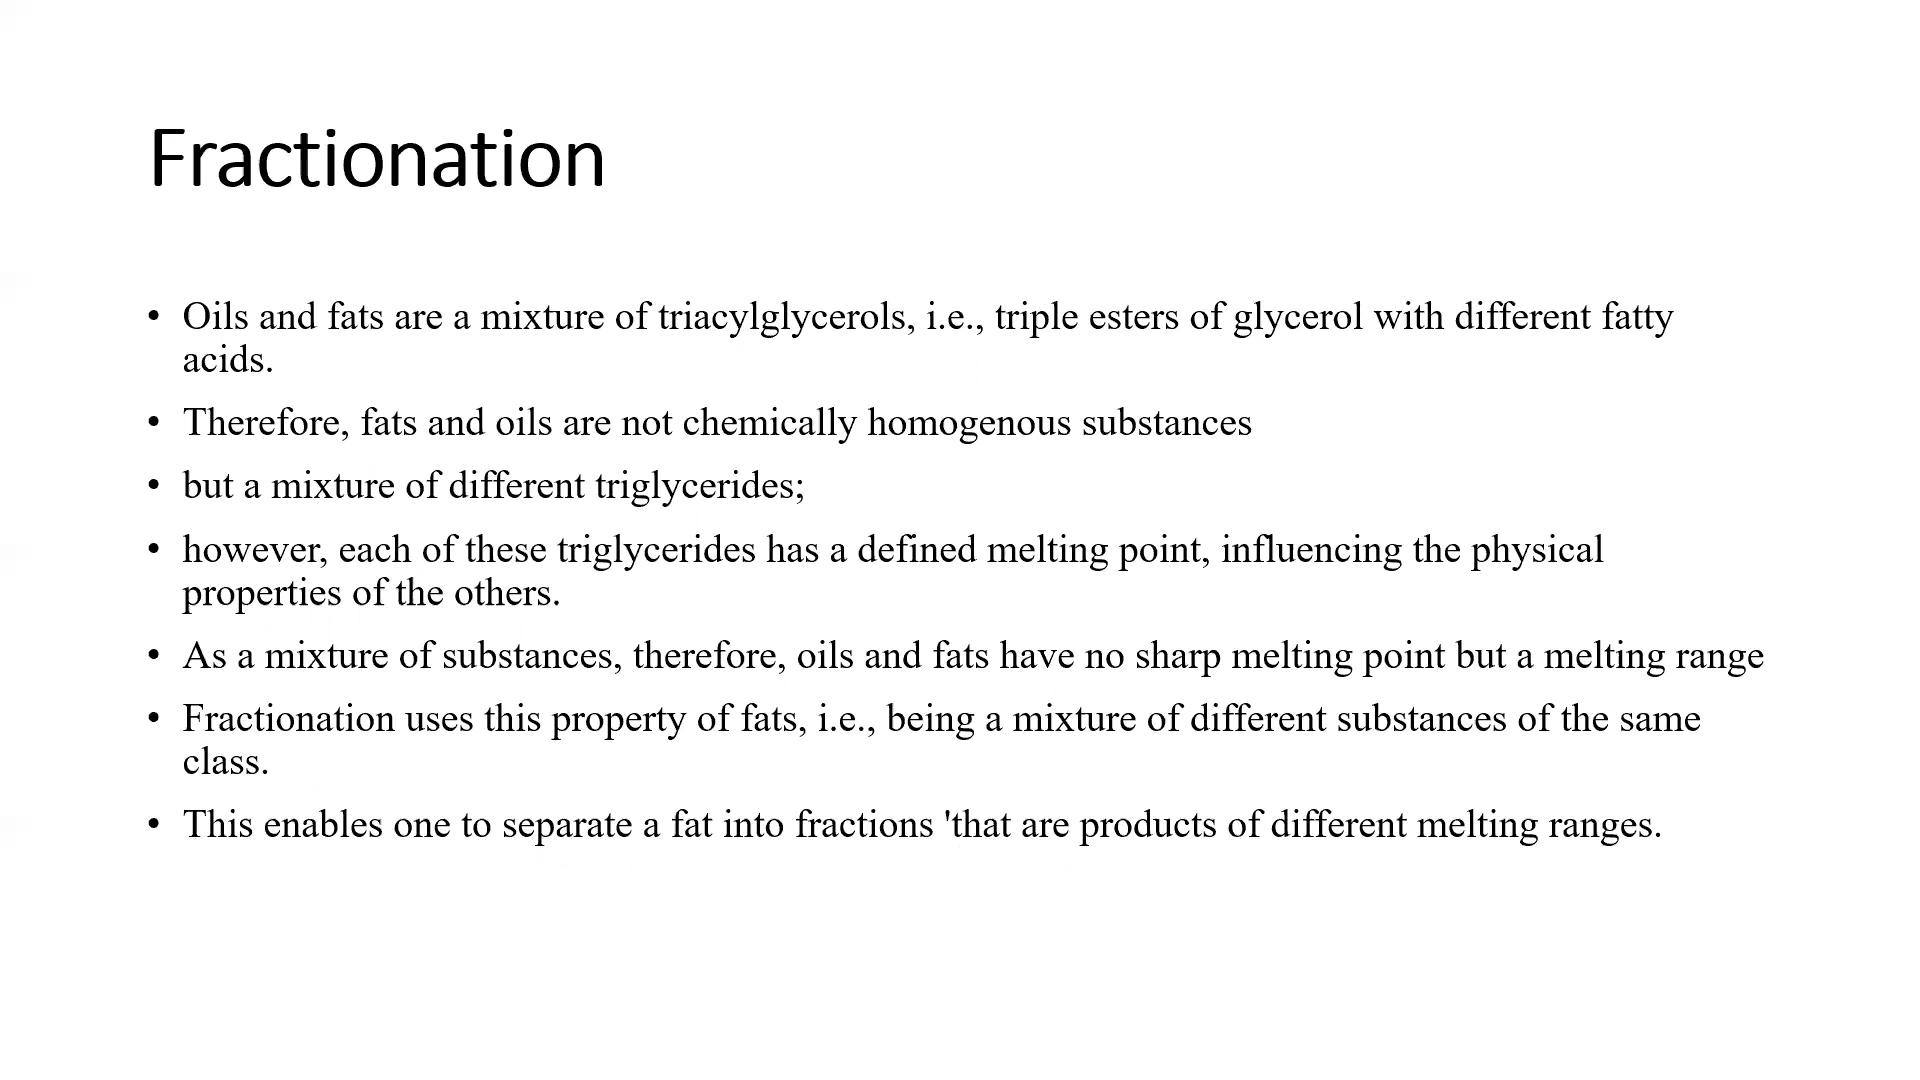 Fractionation
• Oils and fats are a mixture of triacylglycerols, i.e., triple esters of glycerol with different fatty
acids.
• Therefore, fats and oils are not chemically homogenous substances
• but a mixture of different triglycerides;
• however, each of these triglycerides has a defined melting point, influencing the physical
properties of the others.
• As a mixture of substances, therefore, oils and fats have no sharp melting point but a melting range
• Fractionation uses this property of fats, i.e., being a mixture of different substances of the same
class.
• This enables one to separate a fat into fractions 'that are products of different melting ranges.